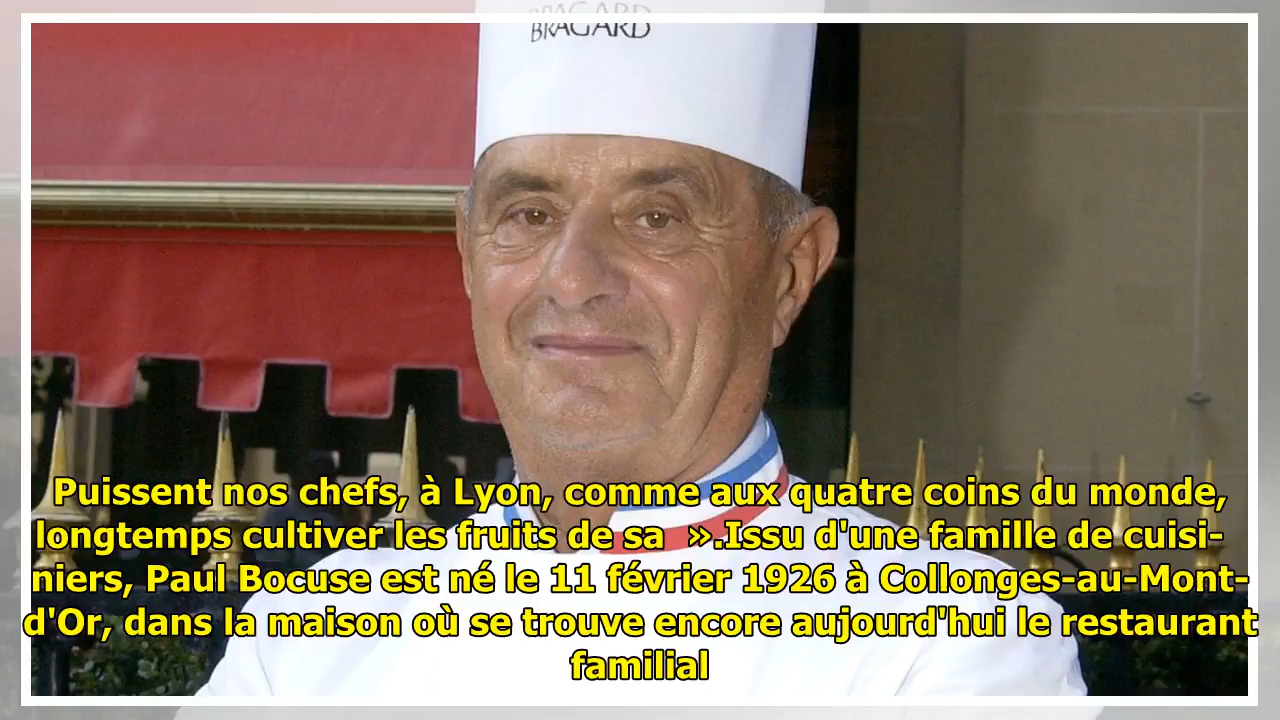 BRAGARD
BRAGARD
Puissent nos chefs, à Lyon, comme aux quatre coins du monde,
longtemps cultiver les fruits de sa  ».Issu d'une famille de cuisi-
niers, Paul Bocuse est né le 11 février 1926 à Collonges-au-Mont-
d'Or, dans la maison où se trouve encore aujourd'hui le restaurant
familial